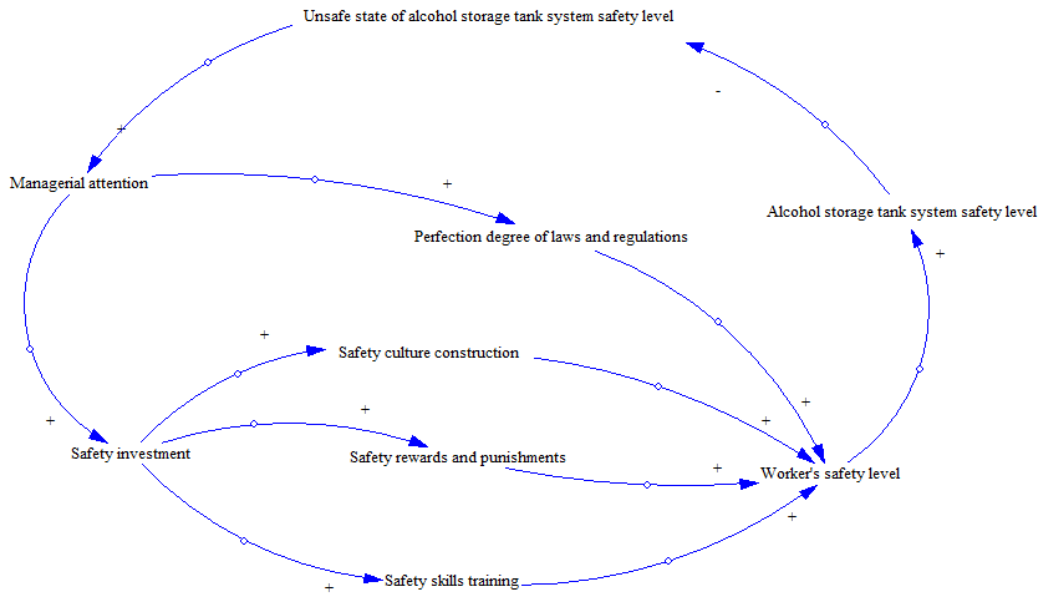 Unsafe state of alcohol storage tank system safety level
-
+
Managerial attention
+
Alcohol storage tank system safety level
Perfection degree of laws and regulations
+
+
Safety culture construction
+
+
+
+
Safety investment
Safety rewards and punishments
+
Worker's safety level
+
Safety skills training
+